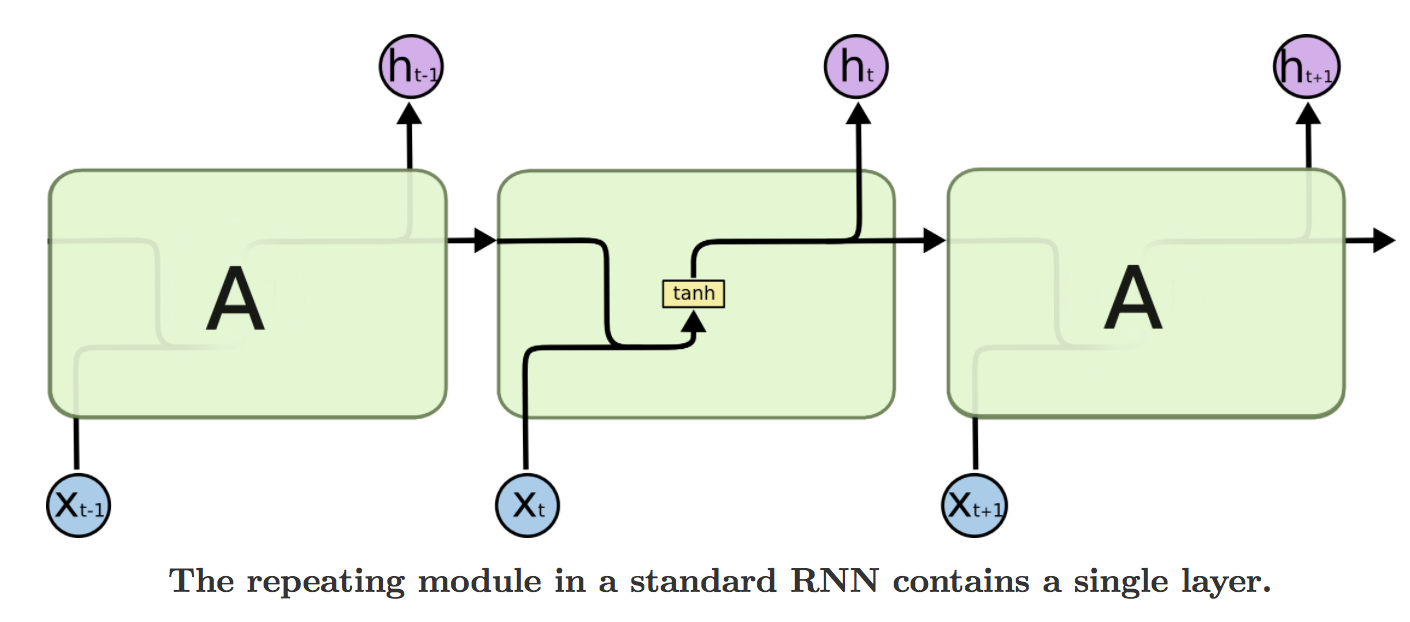 ht-1
ht
ht+1
A
tanh
A
xt-1
xt
xt+1
The repeating module in a standard RNN contains a single layer.